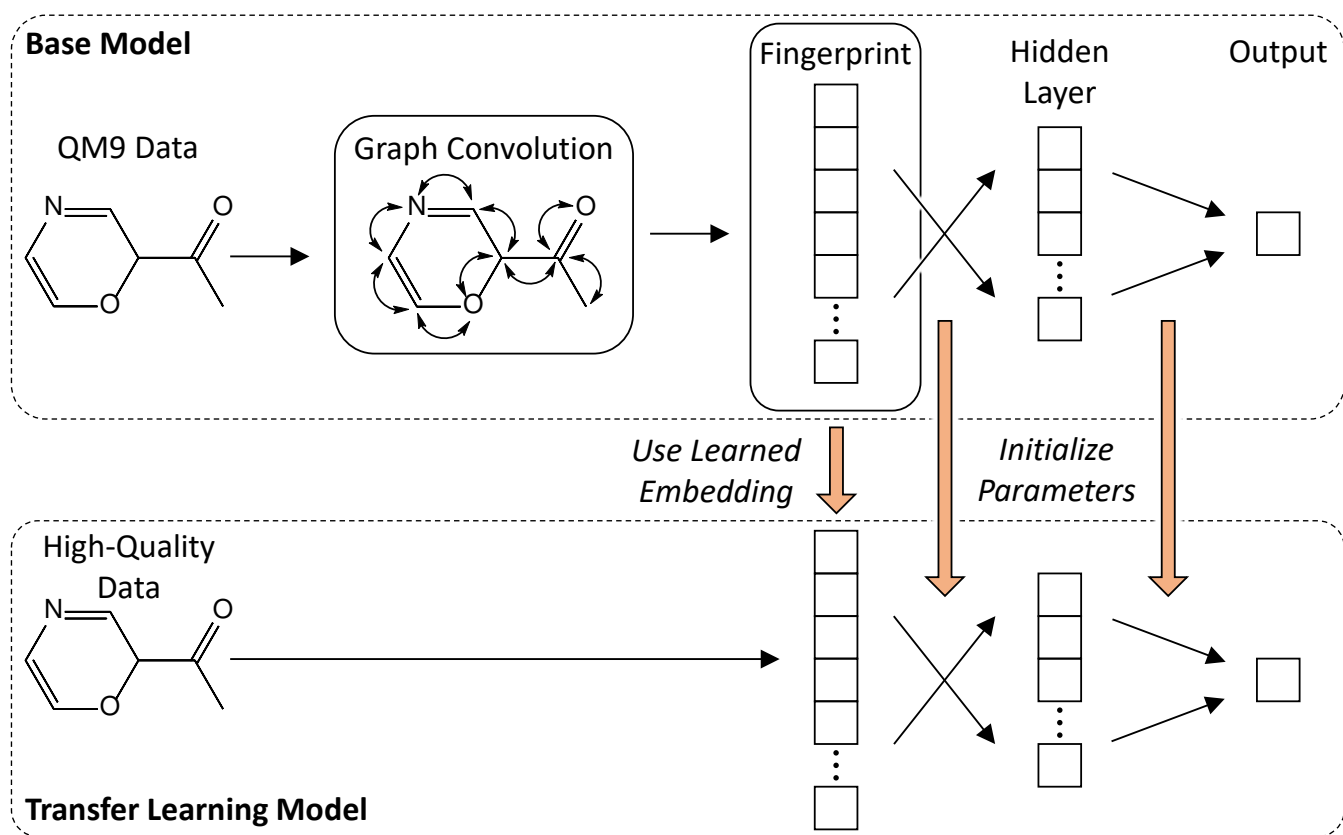 Base Model
Fingerprint
Hidden
Layer
Output
QM9 Data
Graph Convolution
N
O
O
N
O
O
Use Learned
Embedding
Initialize
Parameters
High-Quality
Data
N
O
O
Transfer Learning Model